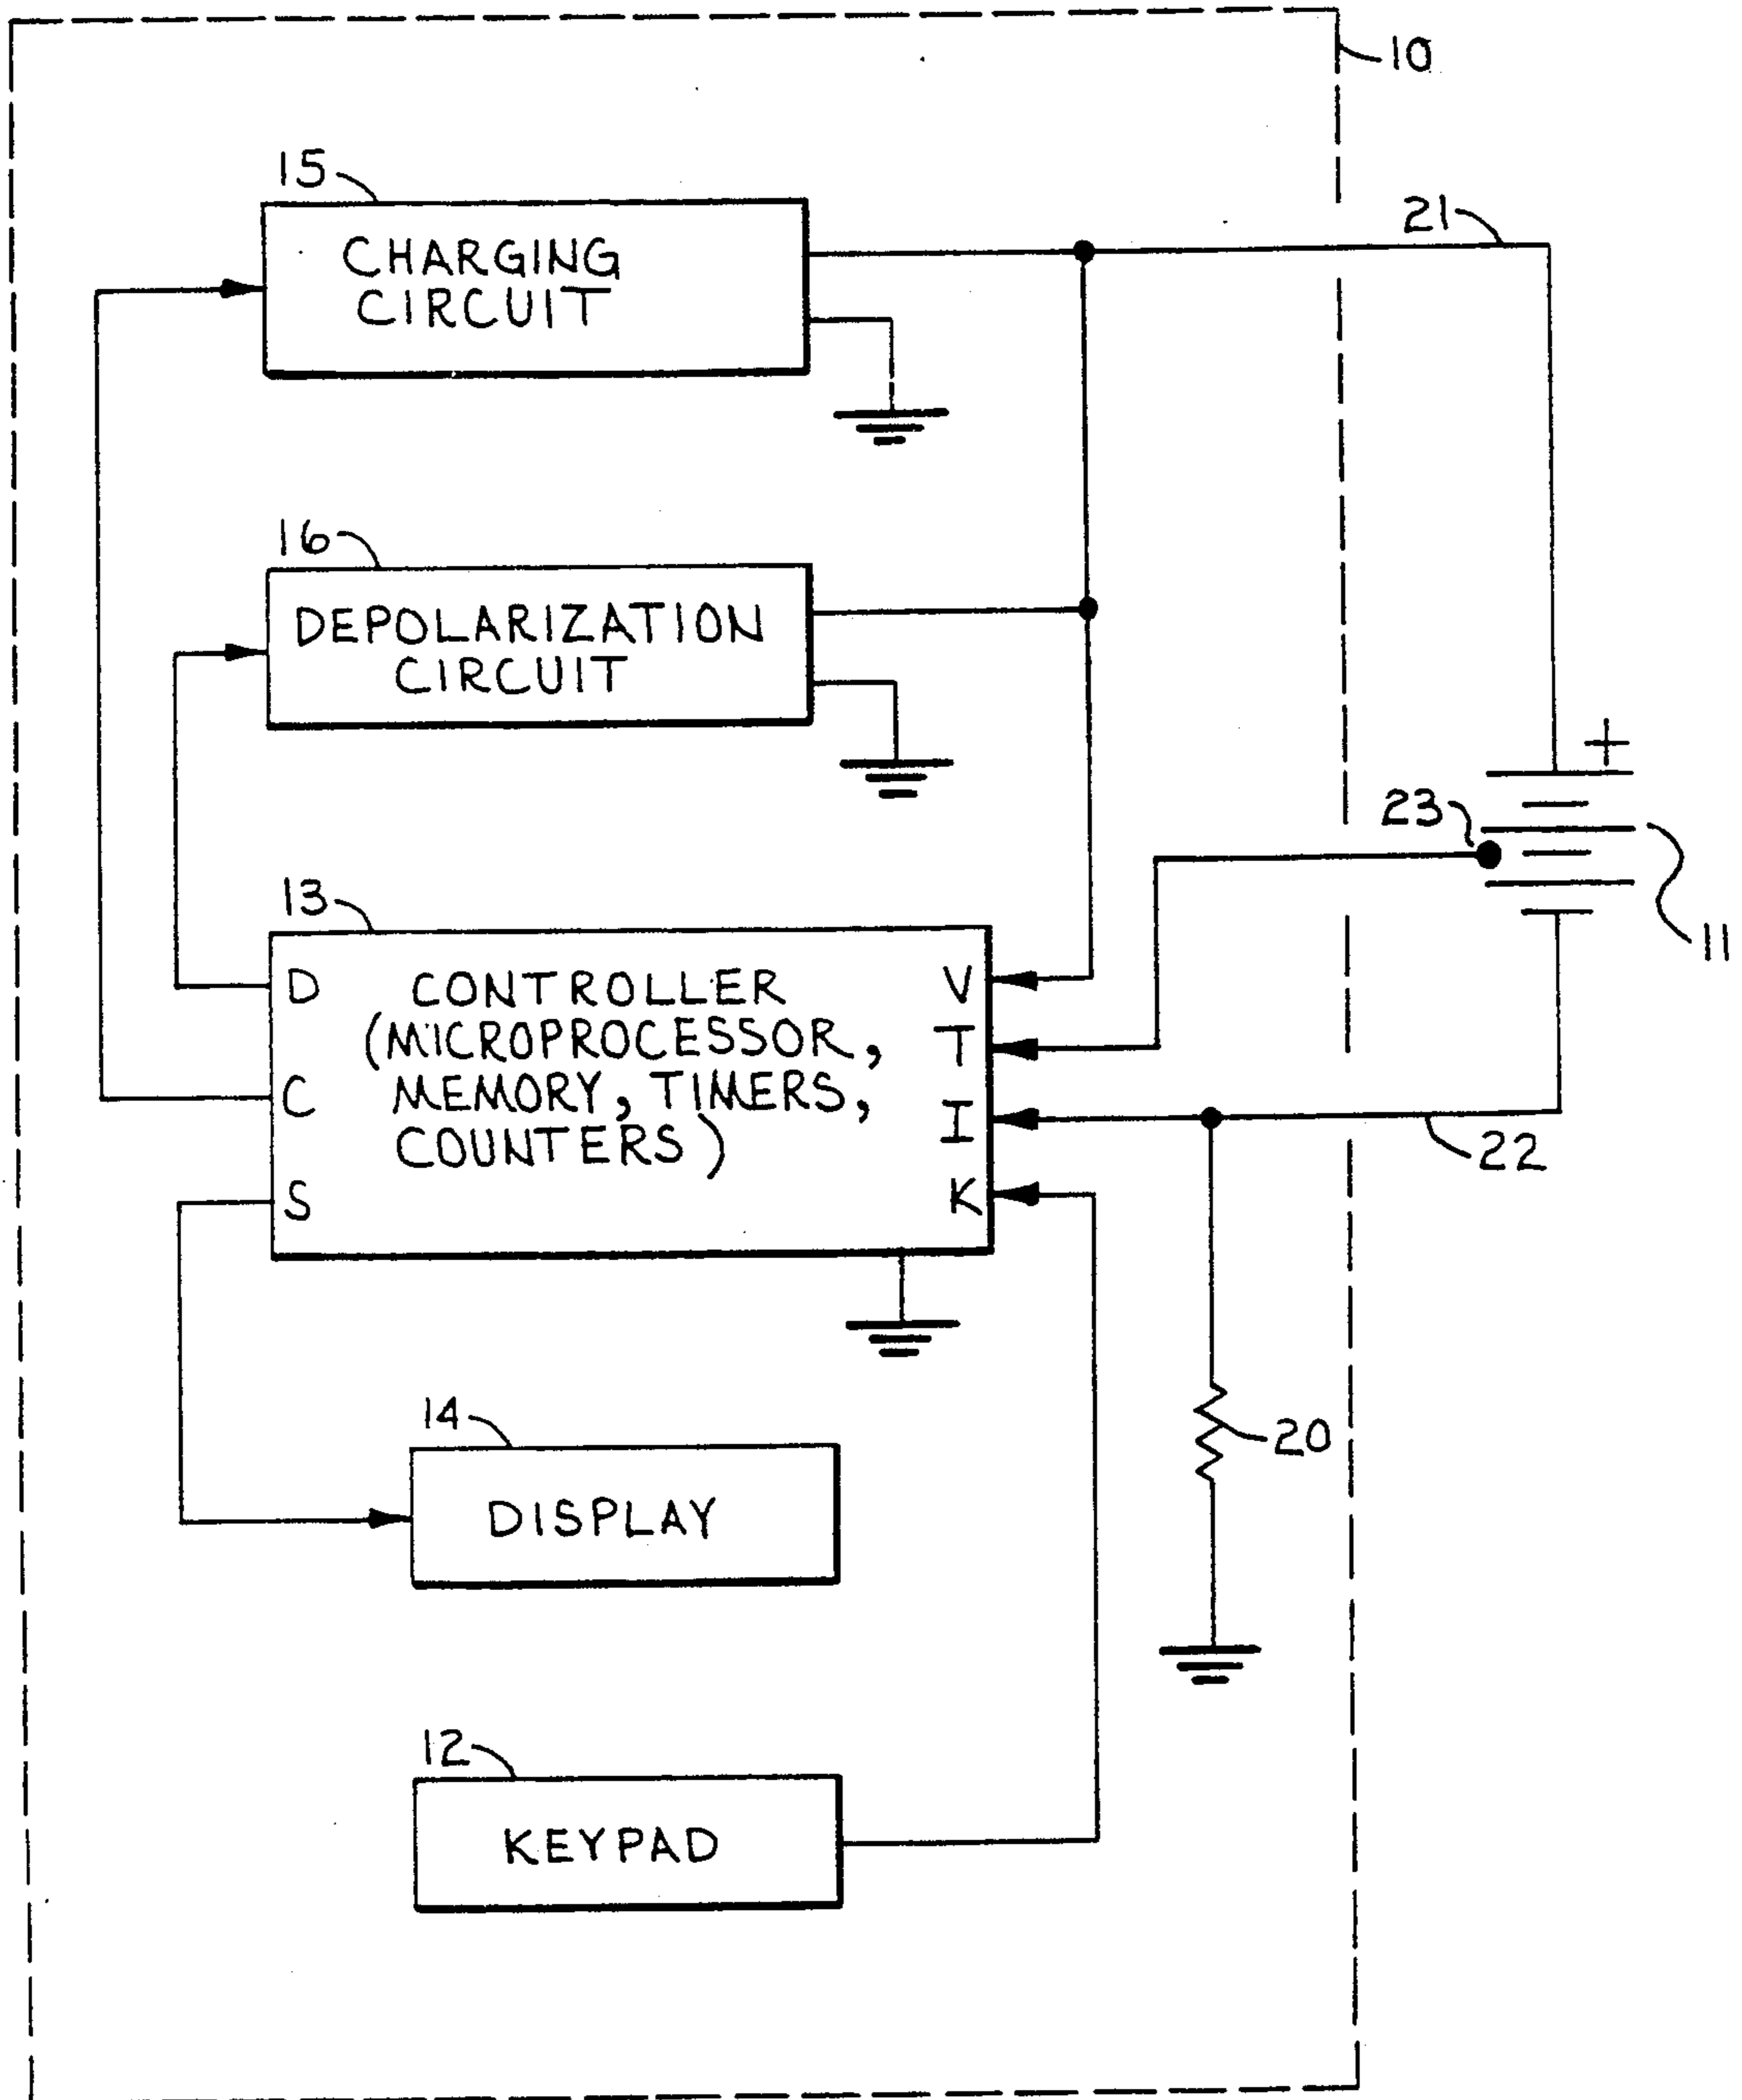 10
15
21
CHARGING
CIRCUIT
16
DEPOLARIZATION
CIRCUIT
+
23
11
13
D
C
S
CONTROLLER
(MICROPROCESSOR,
MEMORY, TIMERS,
COUNTERS)
V
T
I
K
22
14
DISPLAY
20
12
KEYPAD